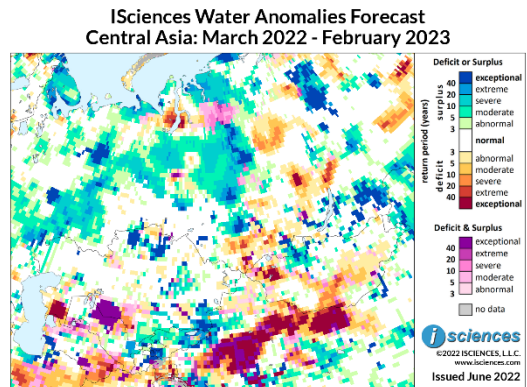 ISciences Water Anomalies Forecast
Central Asia: March 2022 - February 2023
Deficit or Surplus
return period (years)
surplus
40 exceptional
20 extreme
10 severe
5 moderate
3 abnormal
normal
deficit
3 abnormal
5 moderate
10 severe
20 extreme
40 exceptional
Deficit & Surplus
40 exceptional
20 extreme
10 severe
5 moderate
3 abnormal
no data
i sciences
©2022 ISCIENCES, L.L.C.
www.isciences.com
Issued June 2022